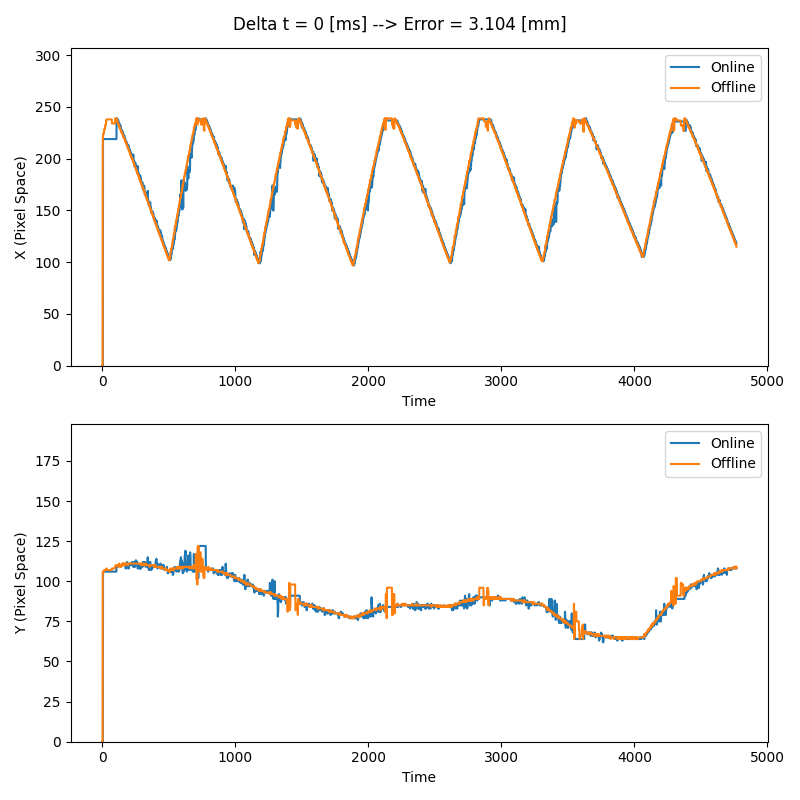 Delta t = 0 [ms] --> Error = 3.104 [mm]
300
250
200
150
100
50
0
X (Pixel Space)
Online
Offline
0 1000 2000 3000 4000 5000
Time
175
150
125
100
75
50
25
0
Y (Pixel Space)
Online
Offline
0 1000 2000 3000 4000 5000
Time